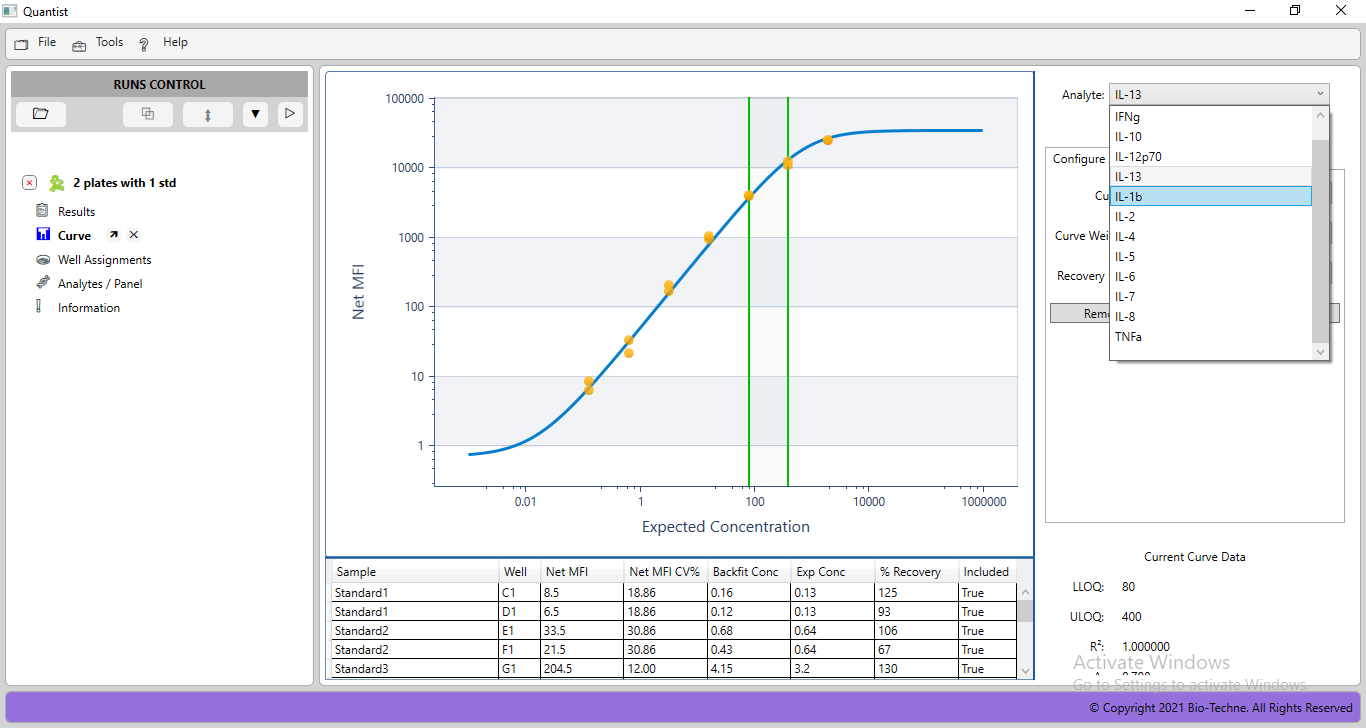 Quantist
File Tools ? Help
RUNS CONTROL
2 plates with 1 std
Results
Curve
Well Assignments
Analytes / Panel
Information
100000
10000
1000
100
10
1
Net MFI
0.01 1 100 10000 1000000
Expected Concentration
Sample Well Net MFI Net MFI CV% Backfit Conc Exp Conc % Recovery Included
Standard1 C1 8.5 18.86 0.16 0.13 125 True
Standard1 D1 6.5 18.86 0.12 0.13 93 True
Standard2 E1 33.5 30.86 0.68 0.64 106 True
Standard2 F1 21.5 30.86 0.43 0.64 67 True
Standard3 G1 204.5 12.00 4.15 3.2 130 True
Analyte: IL-13
IFNg
IL-10
IL-12p70
IL-13
IL-1b
IL-2
IL-4
IL-5
IL-6
IL-7
IL-8
TNFa
Configure
Cu
Curve Wei
Recovery
Rem
Current Curve Data
LLOQ: 80
ULOQ: 400
R²: 1.000000
Activate Windows
Go to Settings to activate Windows.
© Copyright 2021 Bio-Techne. All Rights Reserved